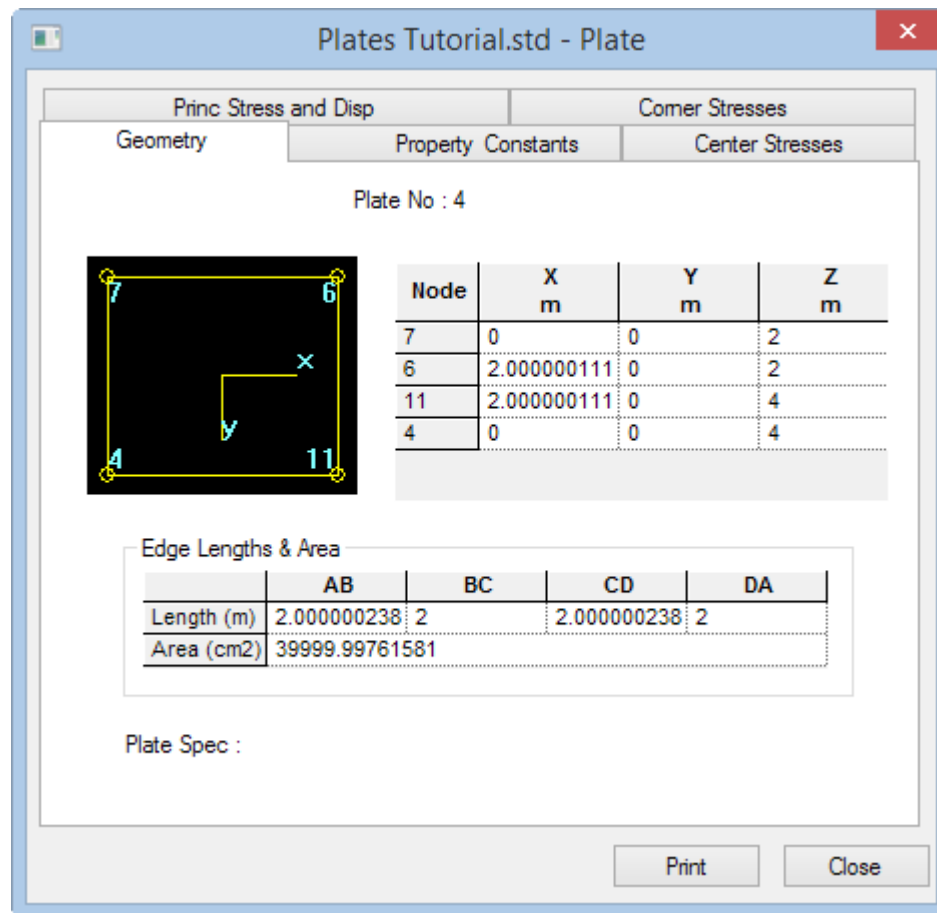 Plates Tutorial.std - Plate
Princ Stress and Disp Corner Stresses
Geometry Property Constants Center Stresses
Plate No : 4
7 6
x
y
4 11
Node X m Y m Z m
7 0 0 2
6 2.000000111 0 2
11 2.000000111 0 4
4 0 0 4
Edge Lengths & Area
AB BC CD DA
Length (m) 2.000000238 2 2.000000238 2
Area (cm2) 39999.99761581
Plate Spec :
Print Close